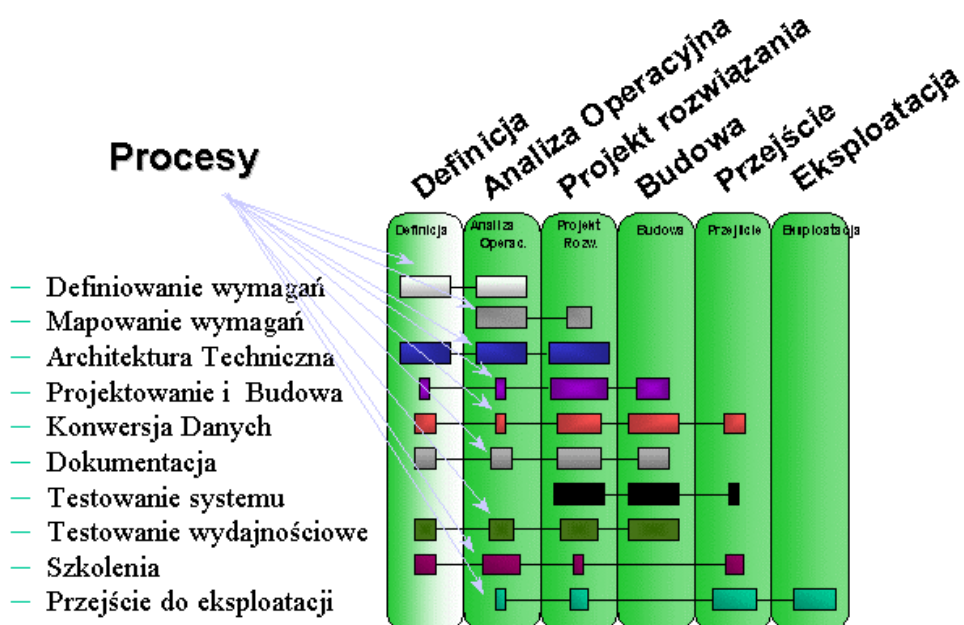 Definicja
Analiza Operacyjna
Projekt rozwiązania
Budowa
Przejście
Eksploatacja
Procesy
Definicja
Analiza
Operac.
Projekt
Rozw.
Budowa
Przejlicie
Eksploatacja
— Definiowanie wymagań
— Mapowanie wymagań
— Architektura Techniczna
— Projektowanie i Budowa
— Konwersja Danych
— Dokumentacja
— Testowanie systemu
— Testowanie wydajnościowe
— Szkolenia
— Przejście do eksploatacji